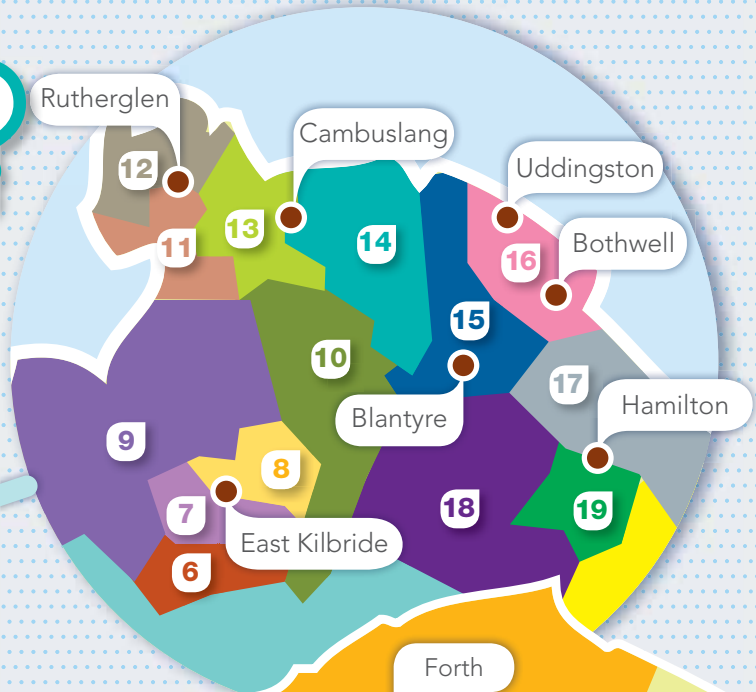 Rutherglen
Cambuslang
Uddingston
12
13
14
16
11
Bothwell
15
10
17
Blantyre
Hamilton
9
8
7
18
19
East Kilbride
6
Forth